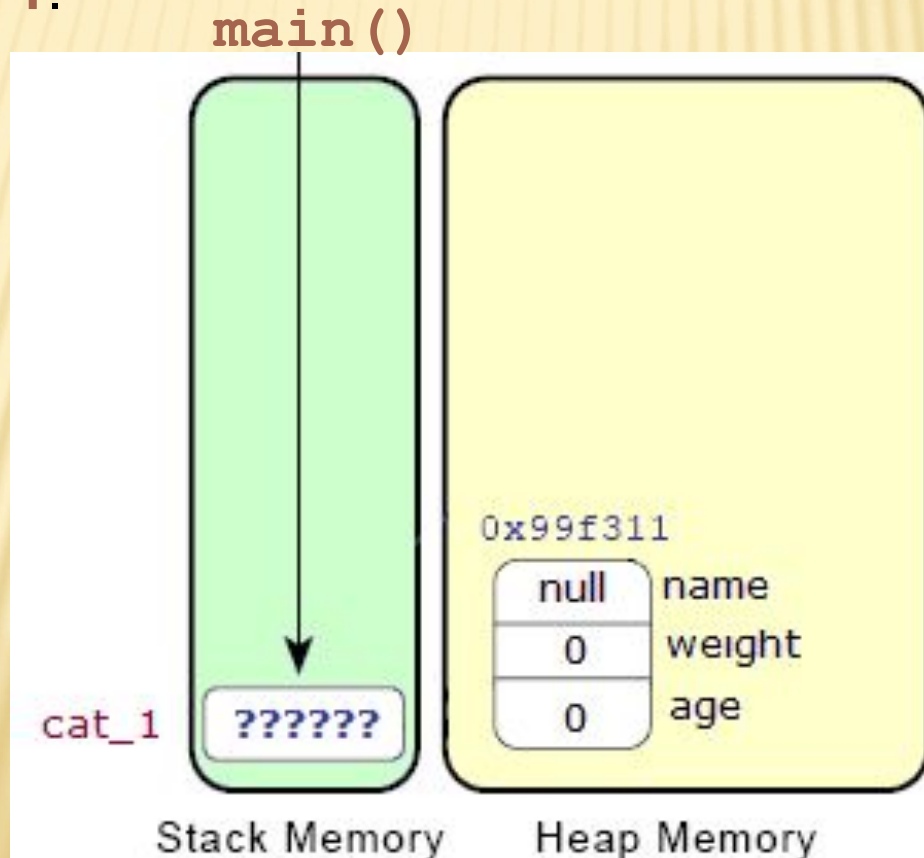 main()
0x99f311
null name
0 weight
0 age
cat_1 ??????
Stack Memory Heap Memory